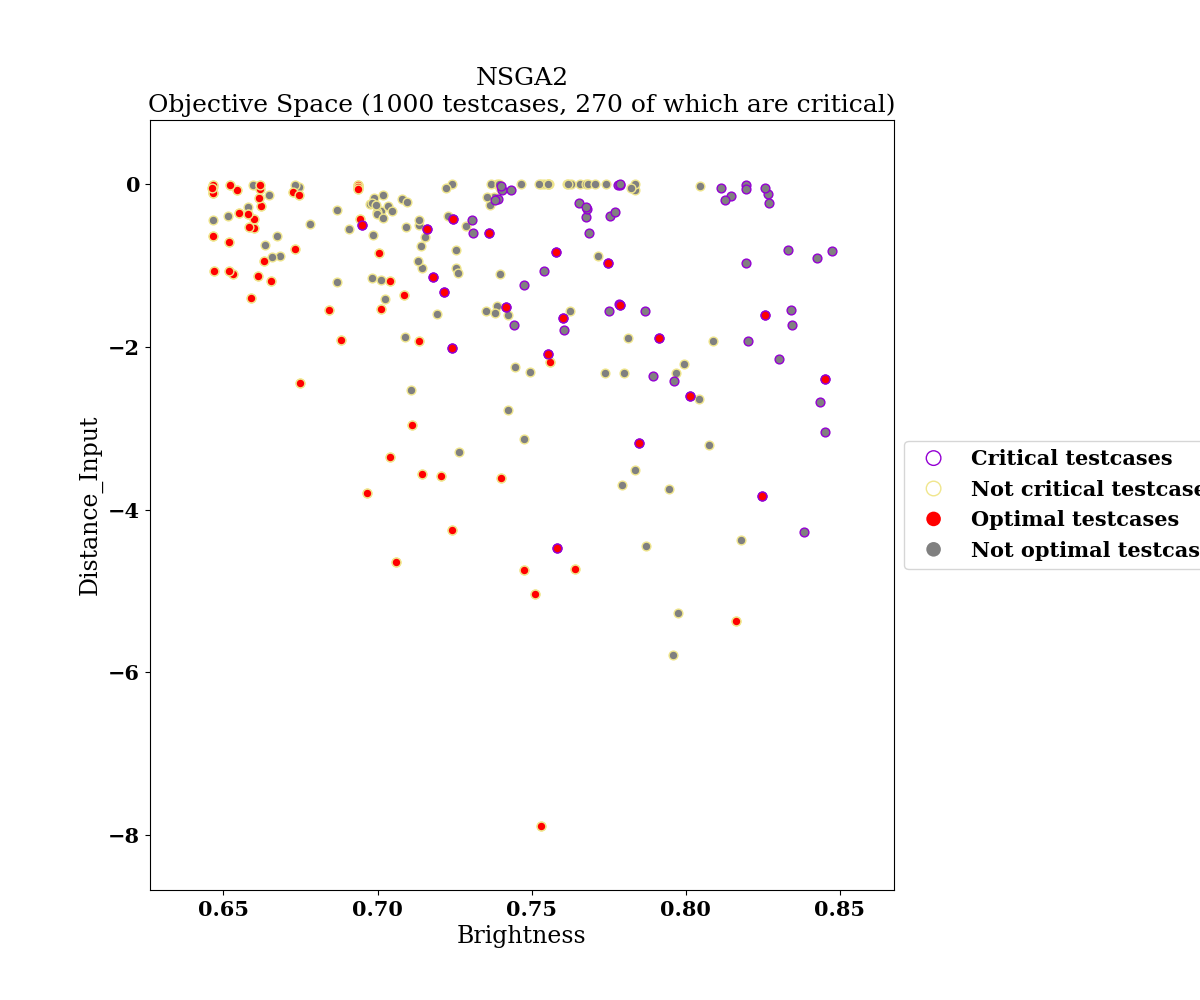 NSGA2
Objective Space (1000 testcases, 270 of which are critical)
0
−2
−4
−6
−8
Distance_Input
0.65
0.70
0.75
0.80
0.85
Brightness
Critical testcases
Not critical testcase
Optimal testcases
Not optimal testcas